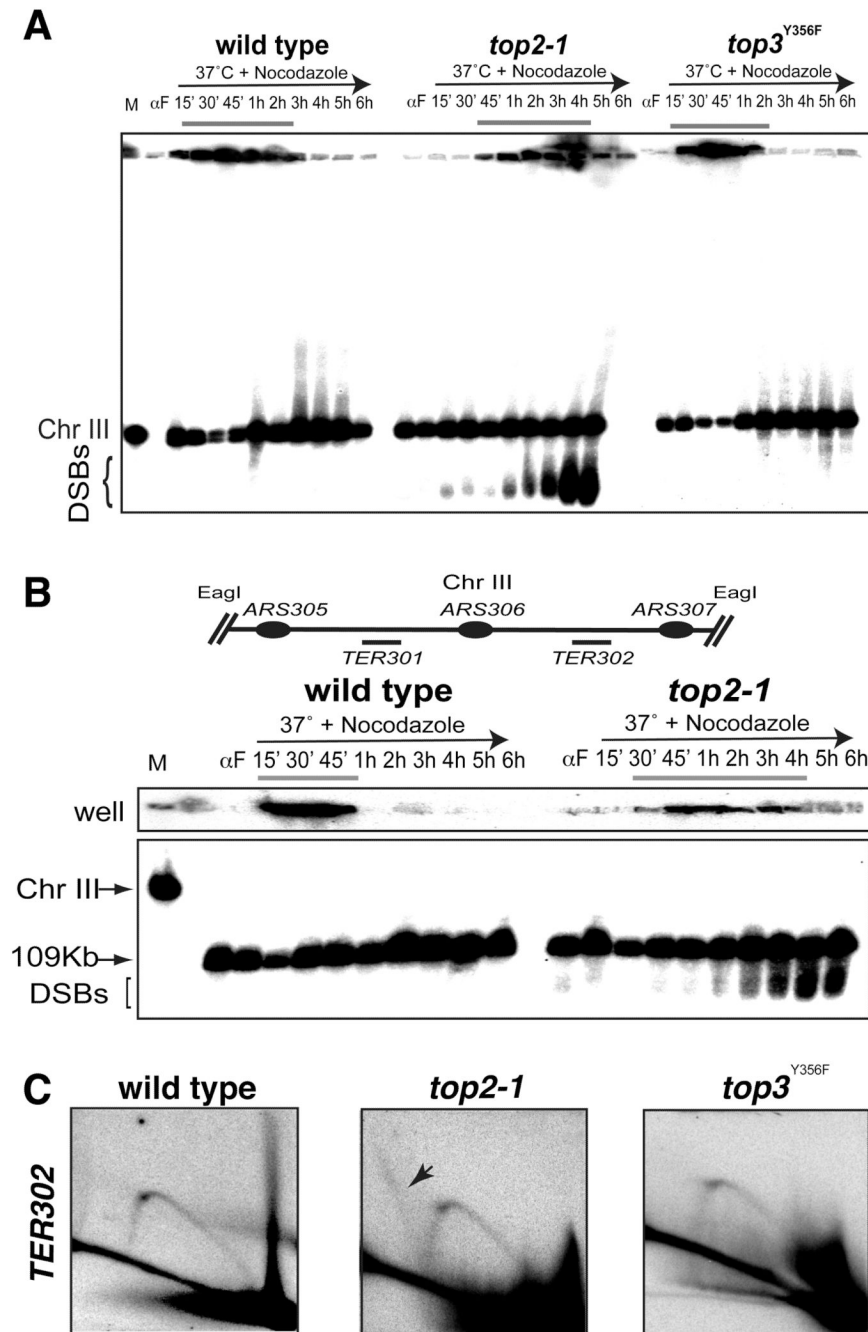 A
wild type top2-1 top3Y356F
37°C + Nocodazole 37°C + Nocodazole 37°C + Nocodazole
M αF 15' 30' 45' 1h 2h 3h 4h 5h 6h αF 15' 30' 45' 1h 2h 3h 4h 5h 6h αF 15' 30' 45' 1h 2h 3h 4h 5h 6h
Chr III
DSBs {
B
Chr III
EagI ARS305 ARS306 ARS307 EagI
TER301 TER302
wild type top2-1
37° + Nocodazole 37° + Nocodazole
M αF 15' 30' 45' 1h 2h 3h 4h 5h 6h αF 15' 30' 45' 1h 2h 3h 4h 5h 6h
well
Chr III
109Kb
DSBs [
C
wild type top2-1 top3Y356F
TER302